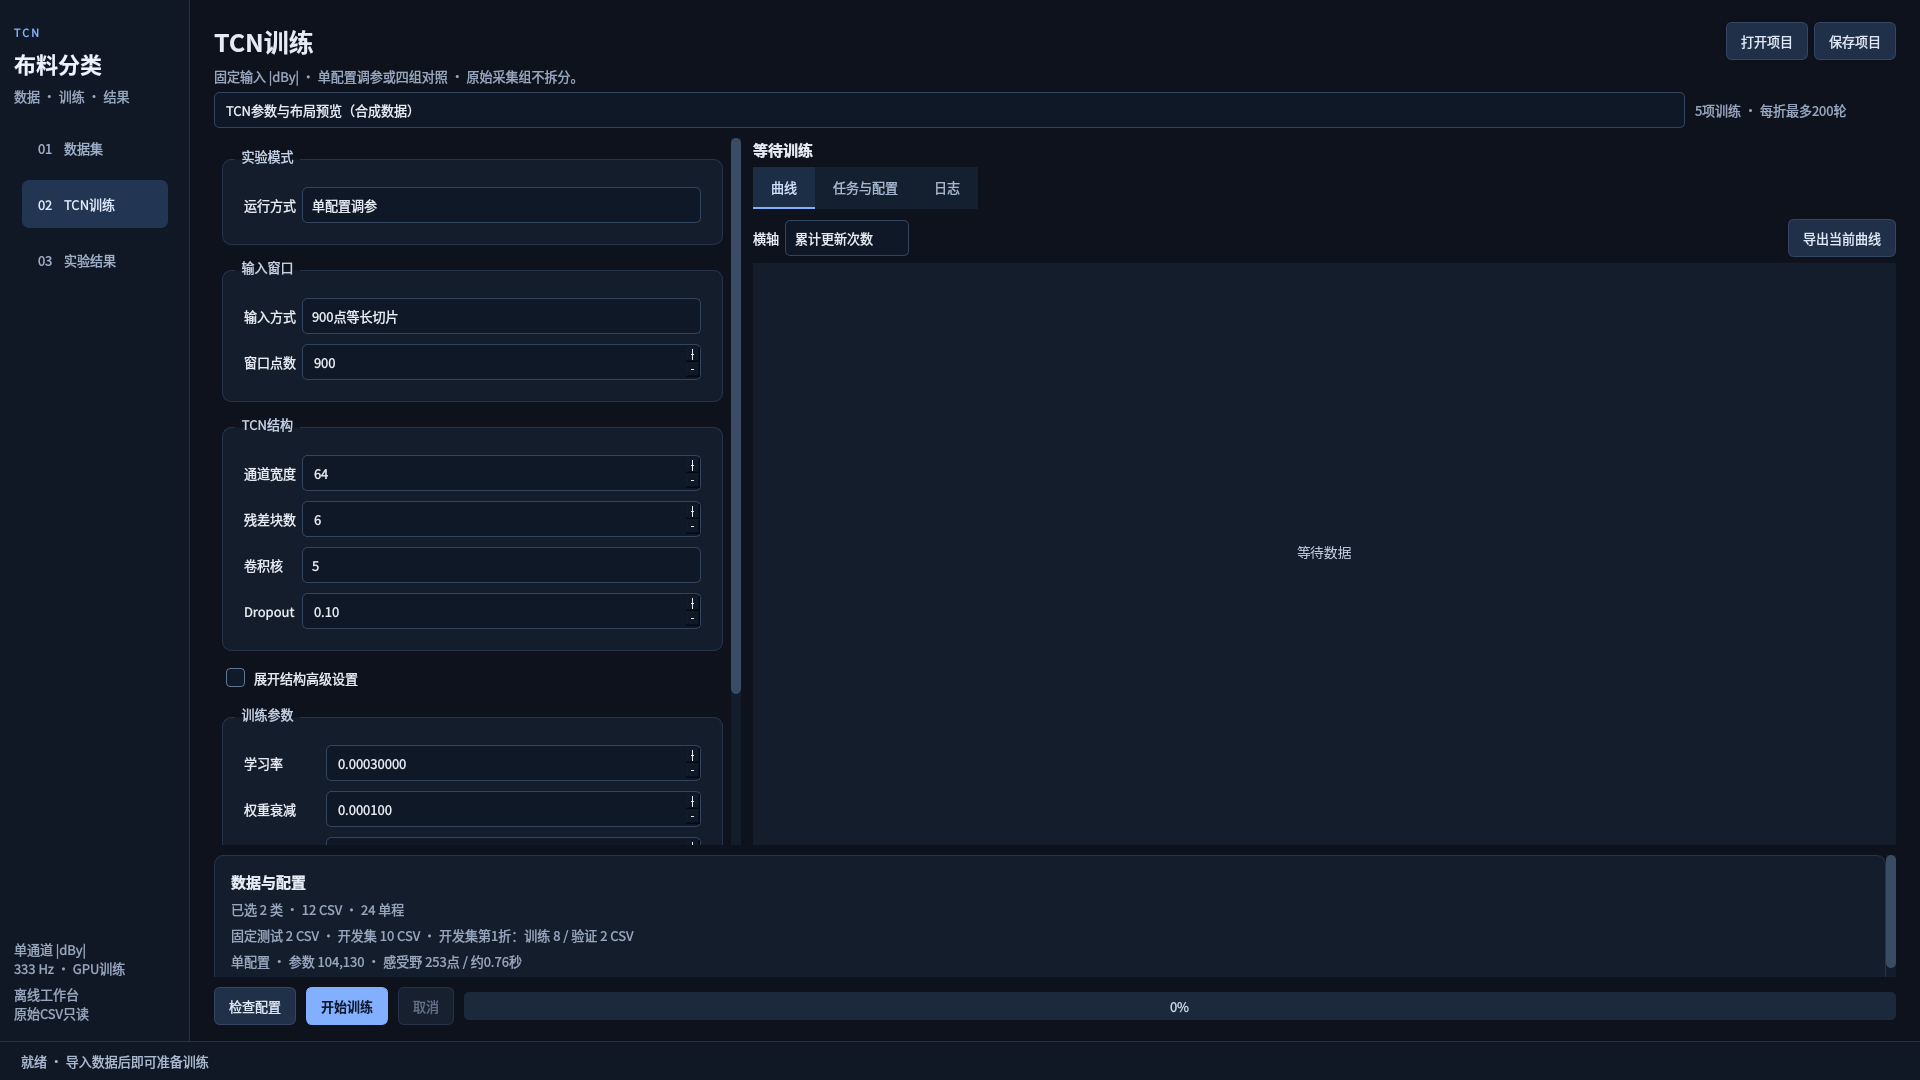 TCN
布料分类
数据 · 训练 · 结果
01 数据集
02 TCN训练
03 实验结果
单通道 |dBy|
333 Hz · GPU训练
离线工作台
原始CSV只读
TCN训练
固定输入 |dBy| · 单配置调参或四组对照 · 原始采集组不拆分。
打开项目
保存项目
TCN参数与布局预览（合成数据）
5项训练 · 每折最多200轮
实验模式
运行方式 单配置调参
输入窗口
输入方式 900点等长切片
窗口点数 900
TCN结构
通道宽度 64
残差块数 6
卷积核 5
Dropout 0.10
展开结构高级设置
训练参数
学习率 0.00030000
权重衰减 0.000100
等待训练
曲线 任务与配置 日志
横轴 累计更新次数
导出当前曲线
等待数据
数据与配置
已选 2 类 · 12 CSV · 24 单程
固定测试 2 CSV · 开发集 10 CSV · 开发集第1折：训练 8 / 验证 2 CSV
单配置 · 参数 104,130 · 感受野 253点 / 约0.76秒
检查配置 开始训练 取消 0%
就绪 · 导入数据后即可准备训练